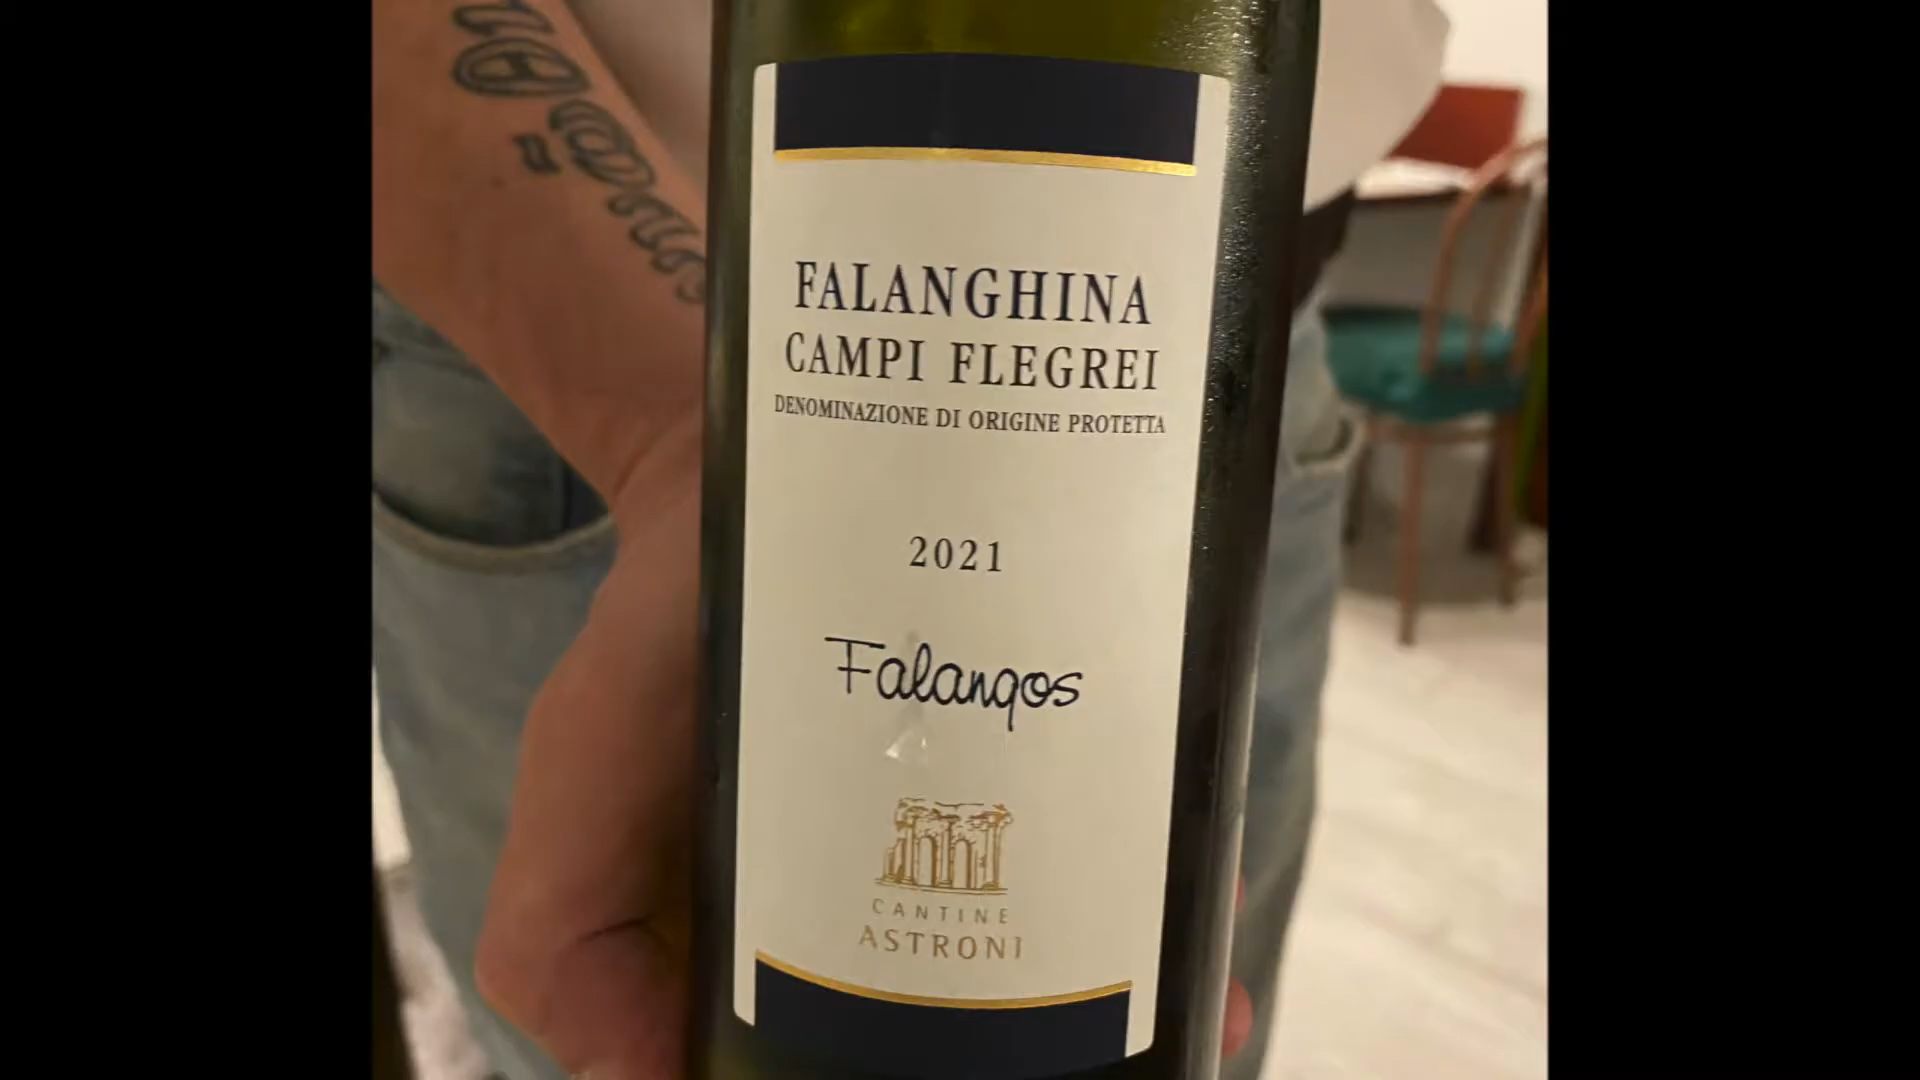 FALANGHINA
CAMPI FLEGREI
DENOMINAZIONE DI ORIGINE PROTETTA
2021
Falangos
CANTINE
ASTRONI